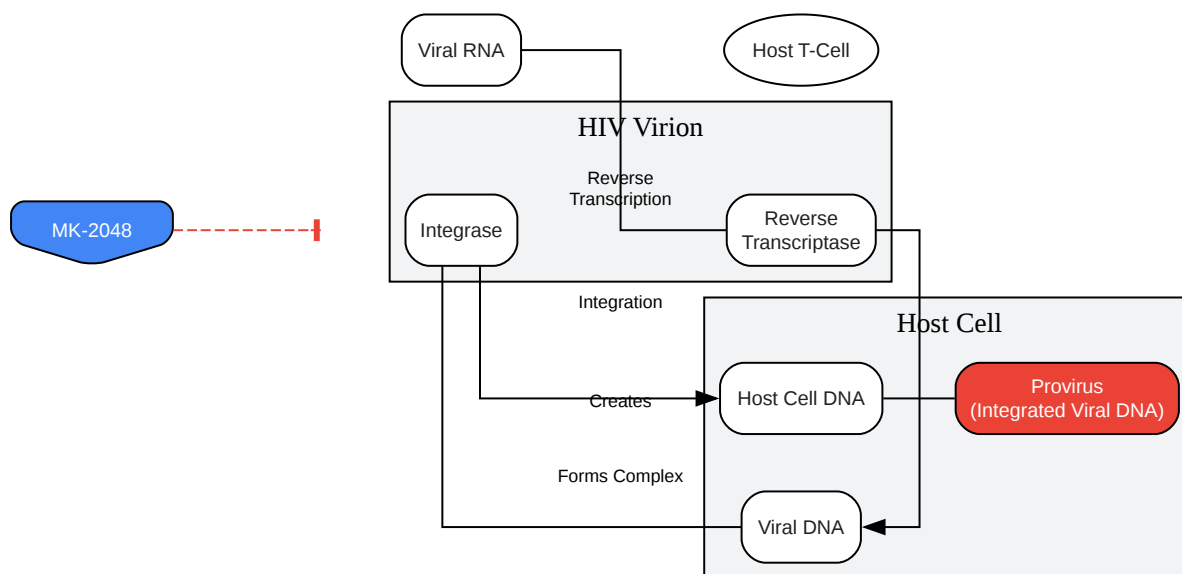 Viral RNA
Host T-Cell
HIV Virion
Reverse
Transcription
MK-2048
Integrase
Reverse
Transcriptase
Integration
Host Cell
Creates
Host Cell DNA
Provirus
(Integrated Viral DNA)
Forms Complex
Viral DNA